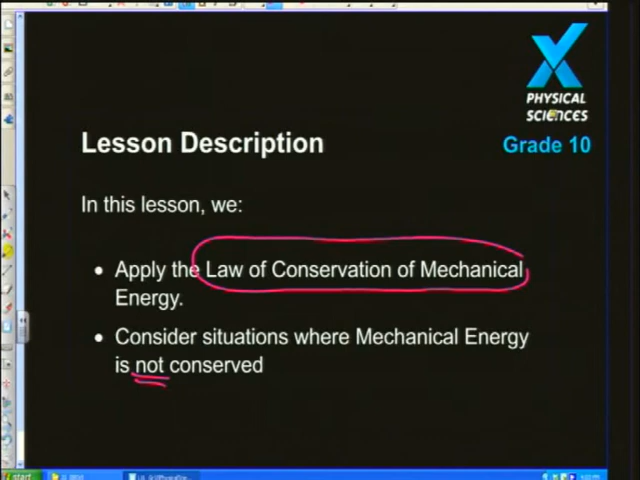 PHYSICAL
SCIENCES
Lesson Description
Grade 10
In this lesson, we:
• Apply the Law of Conservation of Mechanical
Energy.
• Consider situations where Mechanical Energy
is not conserved
start